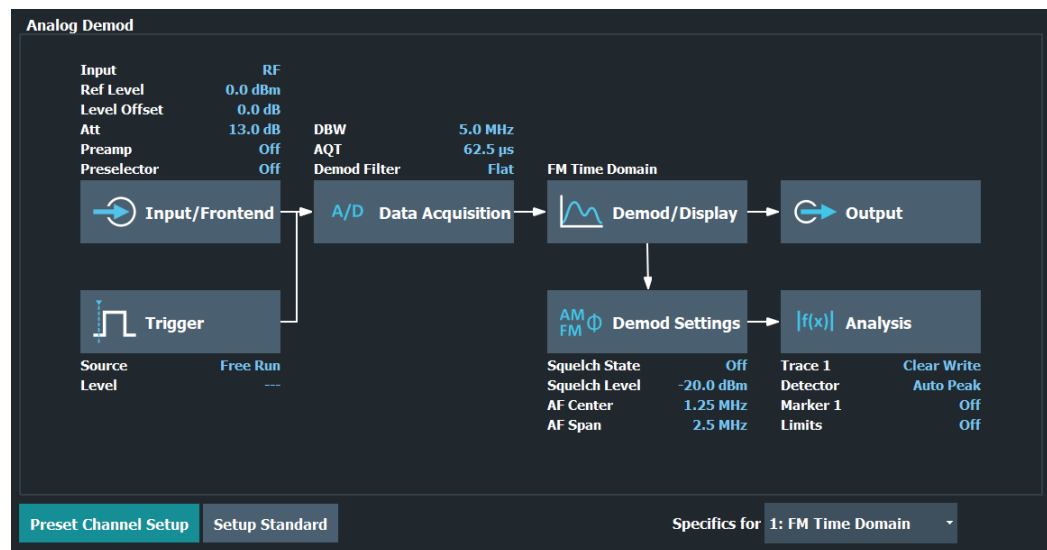 Analog Demod
Input RF
Ref Level 0.0 dBm
Level Offset 0.0 dB
Att 13.0 dB
Preamp Off
Preselector Off
DBW 5.0 MHz
AQT 62.5 µs
Demod Filter Flat
FM Time Domain
Input/Frontend
A/D Data Acquisition
Demod/Display
Output
Trigger
AM FM Φ Demod Settings
|f(x)| Analysis
Source Free Run
Level ---
Squelch State Off
Squelch Level -20.0 dBm
AF Center 1.25 MHz
AF Span 2.5 MHz
Trace 1 Clear Write
Detector Auto Peak
Marker 1 Off
Limits Off
Preset Channel Setup
Setup Standard
Specifics for 1: FM Time Domain